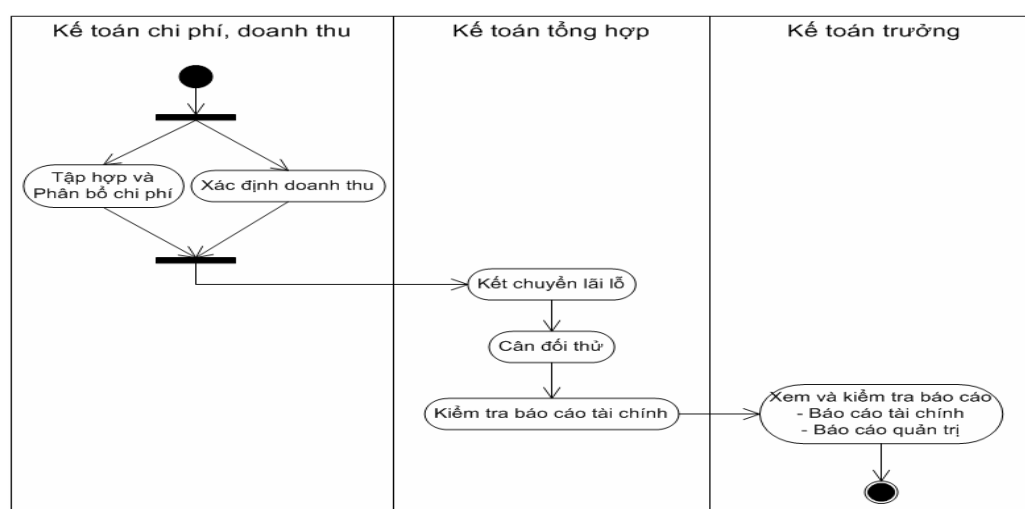 Kế toán chi phí, doanh thu
Kế toán tổng hợp
Kế toán trưởng
Tập hợp và
Phân bổ chi phí
Xác định doanh thu
Kết chuyển lãi lỗ
Cân đối thử
Kiểm tra báo cáo tài chính
Xem và kiểm tra báo cáo
- Báo cáo tài chính
- Báo cáo quản trị